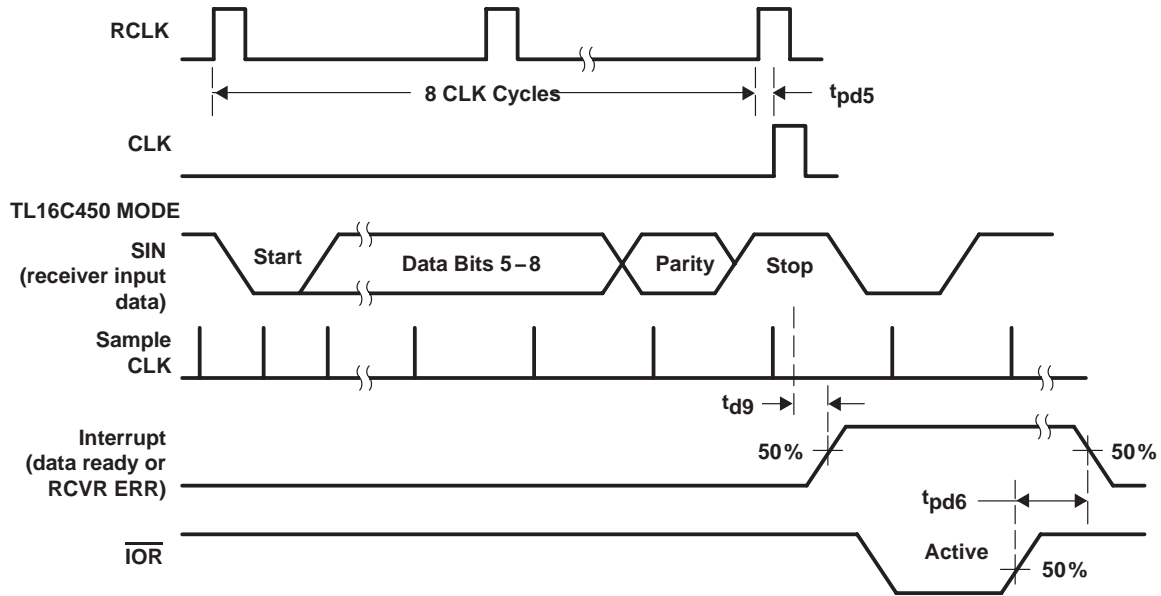 RCLK
8 CLK Cycles
tpd5
CLK
TL16C450 MODE
SIN
(receiver input
data)
Start
Data Bits 5–8
Parity
Stop
Sample
CLK
td9
Interrupt
(data ready or
RCVR ERR)
50%
50%
tpd6
IOR
Active
50%